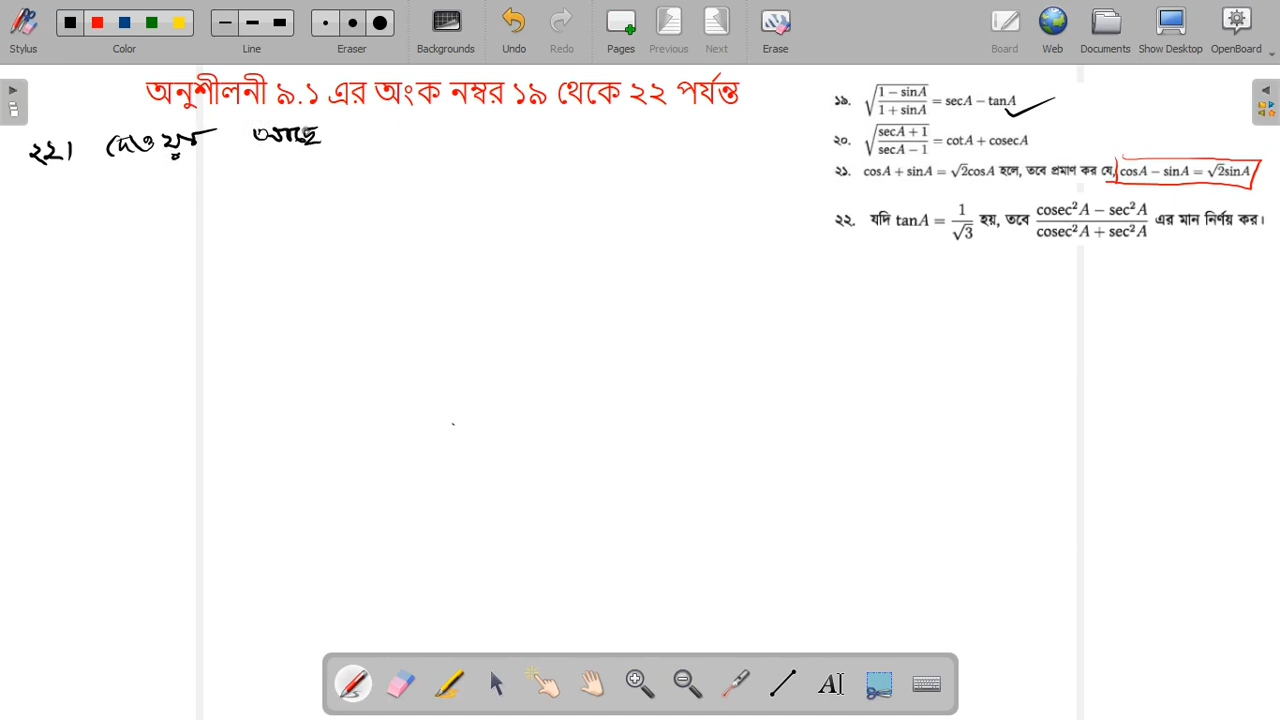 Stylus
Color
Line
Eraser
Backgrounds
Undo
Redo
Pages
Previous
Next
Erase
Board
Web
Documents
Show Desktop
OpenBoard
অনুশীলনী ৯.১ এর অংক নম্বর ১৯ থেকে ২২ পর্যন্ত
২২। দেওয়া আছে
১৯. √((1 − sinA)/(1 + sinA)) = secA − tanA
২০. √((secA + 1)/(secA − 1)) = cotA + cosecA
২১. cosA + sinA = √2cosA হলে, তবে প্রমাণ কর যে, cosA − sinA = √2sinA
২২. যদি tanA = 1/√3 হয়, তবে (cosec²A − sec²A)/(cosec²A + sec²A) এর মান নির্ণয় কর।